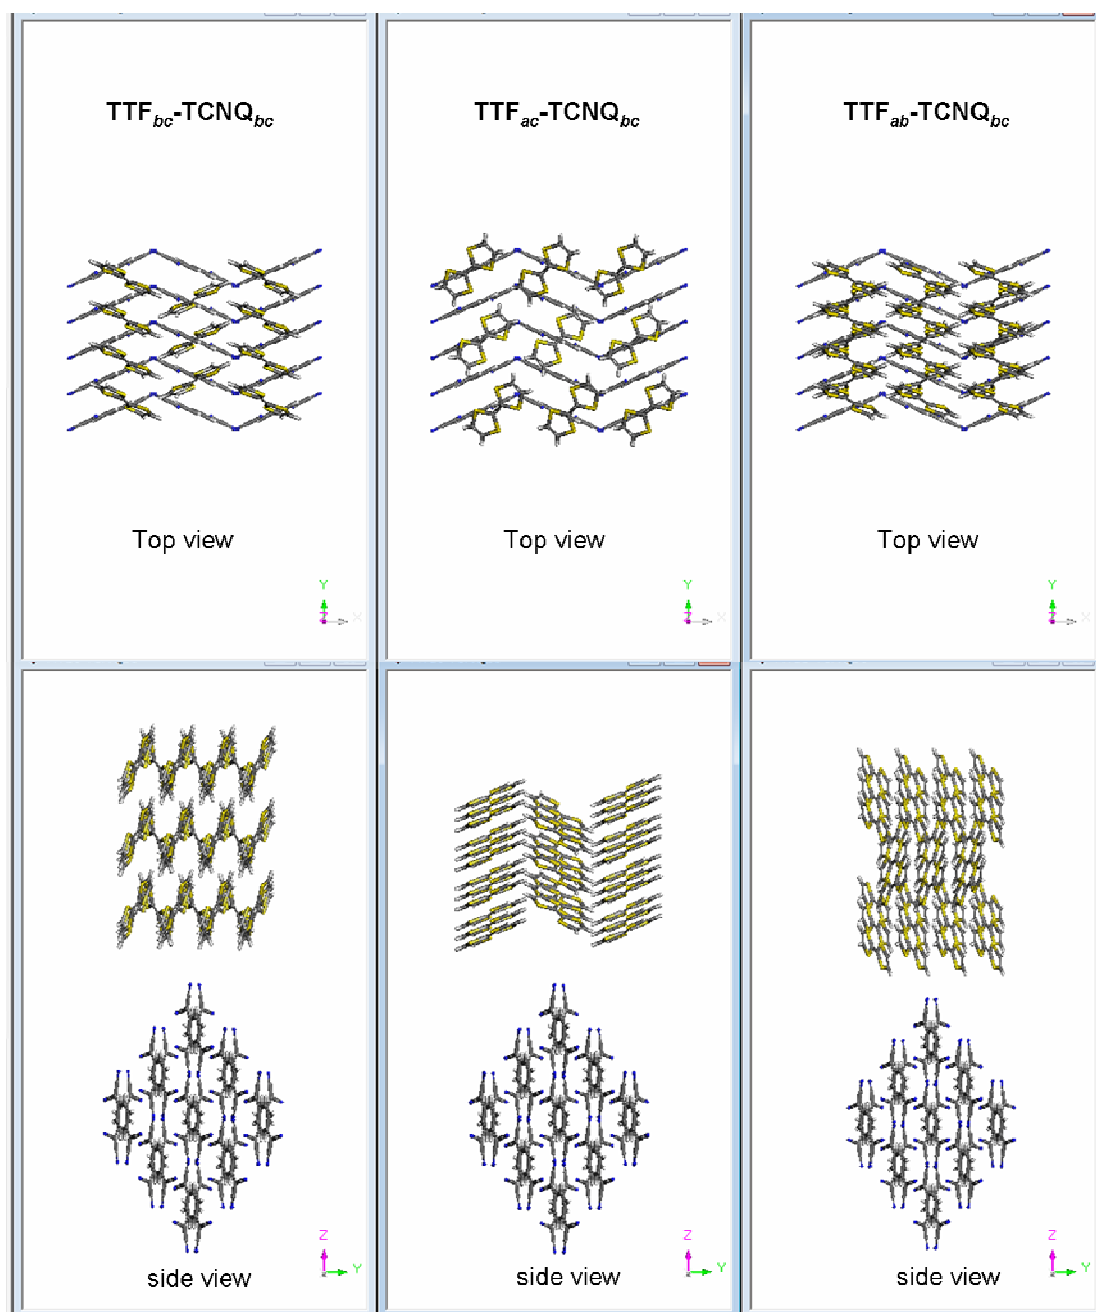 TTFbc-TCNQbc
TTFac-TCNQbc
TTFab-TCNQbc
Top view
Top view
Top view
Y
Z X
Y
Z X
Y
Z X
Z
Y
Z
Y
Z
Y
side view
side view
side view